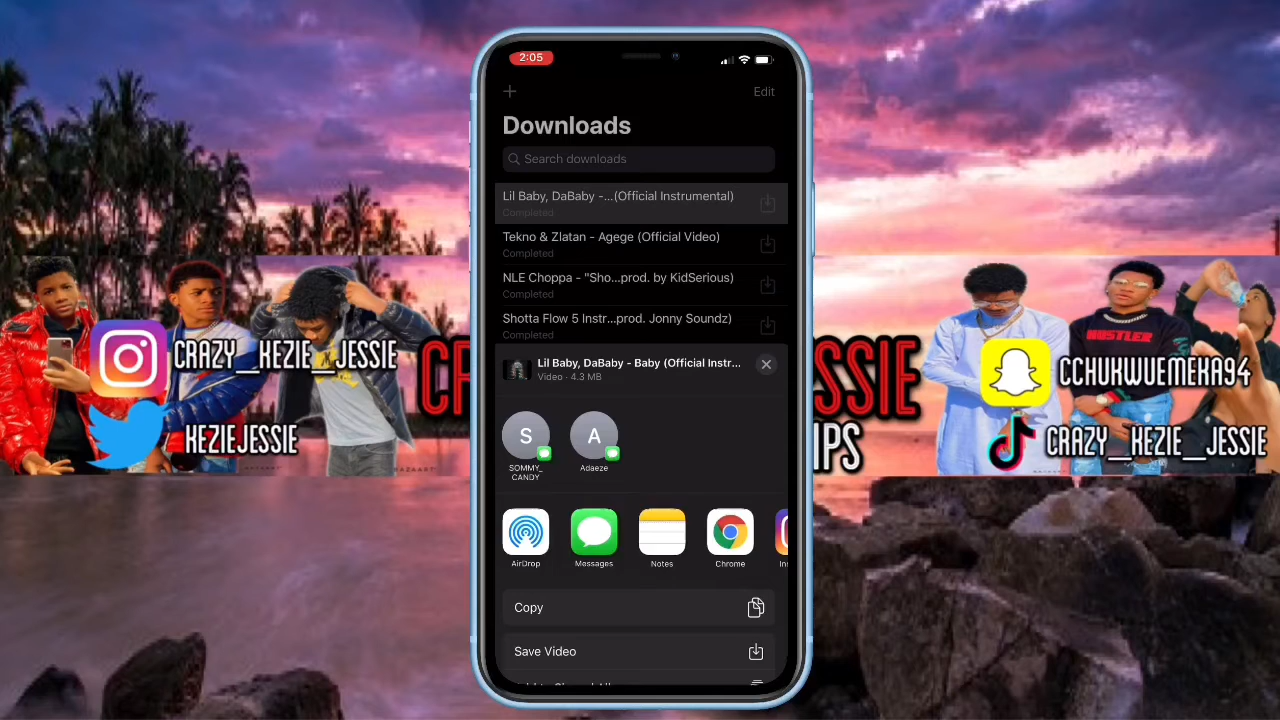 2:05
Edit
Downloads
Search downloads
Lil Baby, DaBaby -...(Official Instrumental)
Completed
Tekno & Zlatan - Agege (Official Video)
Completed
NLE Choppa - "Sho...prod. by KidSerious)
Completed
Shotta Flow 5 Instr...prod. Jonny Soundz)
Completed
Lil Baby, DaBaby - Baby (Official Instr...
Video · 4.3 MB
S
A
SOMMY_
CANDY
Adaeze
AirDrop
Messages
Notes
Chrome
Copy
Save Video
CRAZY__KEZIE__JESSIE
KEZIEJESSIE
HUSTLER
CCHUKWUEMEKA94
CRAZY__KEZIE__JESSIE